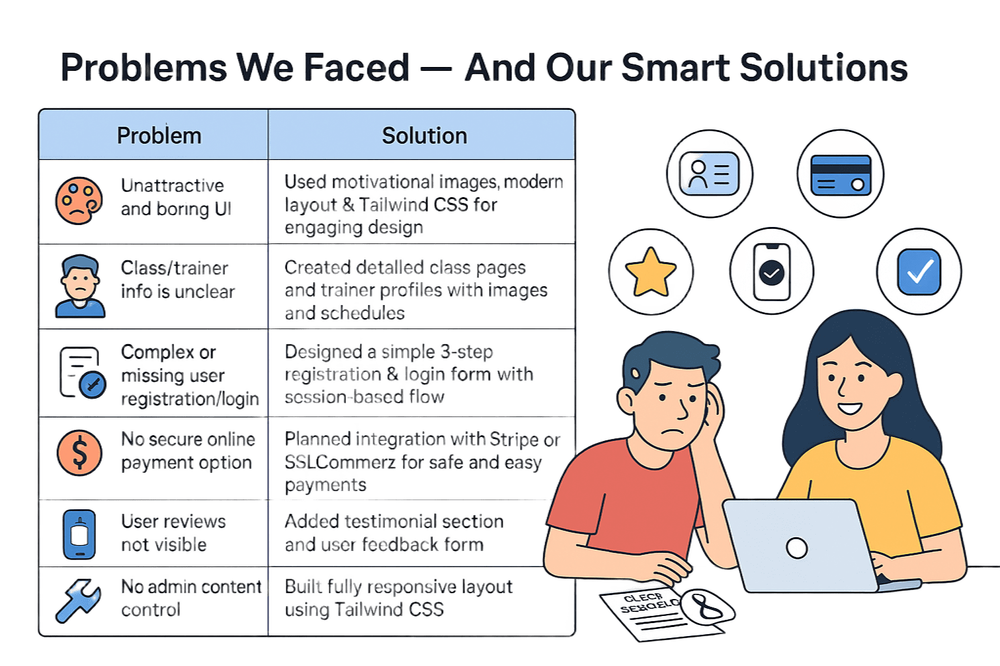 Problems We Faced — And Our Smart Solutions
Problem
Solution
Unattractive
and boring UI
Used motivational images, modern
layout & Tailwind CSS for
engaging design
Class/trainer
info is unclear
Created detalled class pages
and trainer profiles with images
and schedules
Complex or
missing user
registration/login
Designed a simple 3-step
registration & login form with
session-based flow
No secure online
payment option
Planned integration with Stripe or
SSLCommerz for safe and easy
payments
User reviews
not visible
Added testimonial section
and user feedback form
No admin content
control
Built fully responsive layout
using Tailwind CSS
$